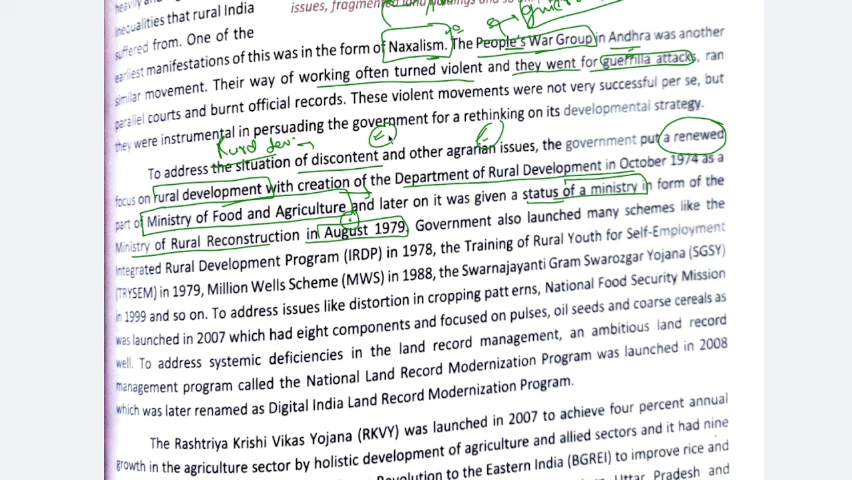 heavily and
issues, fragmented land holdings and so
inequalities that rural India
suffered from. One of the
earliest manifestations of this was in the form of Naxalism. The People's War Group in Andhra was another
similar movement. Their way of working often turned violent and they went for guerrilla attacks, ran
parallel courts and burnt official records. These violent movements were not very successful per se, but
they were instrumental in persuading the government for a rethinking on its developmental strategy.
Rural dev.
To address the situation of discontent and other agrarian issues, the government put a renewed
focus on rural development with creation of the Department of Rural Development in October 1974 as a
part of Ministry of Food and Agriculture and later on it was given a status of a ministry in form of the
Ministry of Rural Reconstruction in August 1979. Government also launched many schemes like the
Integrated Rural Development Program (IRDP) in 1978, the Training of Rural Youth for Self-Employment
(TRYSEM) in 1979, Million Wells Scheme (MWS) in 1988, the Swarnajayanti Gram Swarozgar Yojana (SGSY)
in 1999 and so on. To address issues like distortion in cropping patt erns, National Food Security Mission
was launched in 2007 which had eight components and focused on pulses, oil seeds and coarse cereals as
well. To address systemic deficiencies in the land record management, an ambitious land record
management program called the National Land Record Modernization Program was launched in 2008
which was later renamed as Digital India Land Record Modernization Program.
The Rashtriya Krishi Vikas Yojana (RKVY) was launched in 2007 to achieve four percent annual
growth in the agriculture sector by holistic development of agriculture and allied sectors and it had nine
Revolution to the Eastern India (BGREI) to improve rice and
Uttar Pradesh and